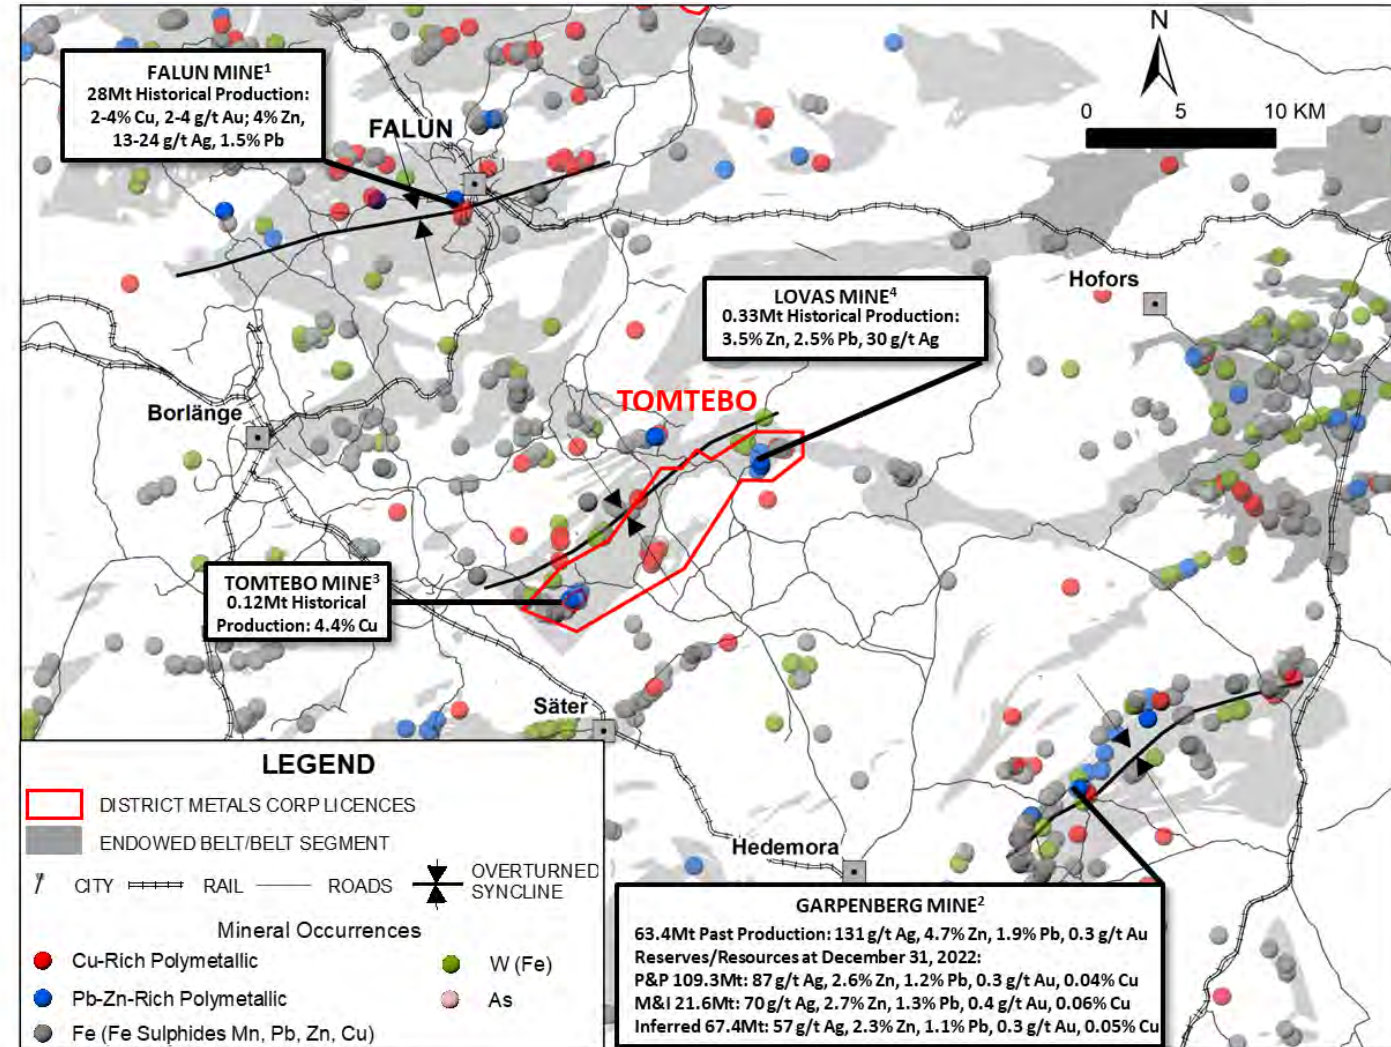 FALUN MINE¹
28Mt Historical Production:
2-4% Cu, 2-4 g/t Au; 4% Zn,
13-24 g/t Ag, 1.5% Pb
FALUN
N
0 5 10 KM
LOVAS MINE⁴
0.33Mt Historical Production:
3.5% Zn, 2.5% Pb, 30 g/t Ag
Hofors
TOMTEBO
Borlänge
TOMTEBO MINE³
0.12Mt Historical
Production: 4.4% Cu
Säter
Hedemora
GARPENBERG MINE²
63.4Mt Past Production: 131 g/t Ag, 4.7% Zn, 1.9% Pb, 0.3 g/t Au
Reserves/Resources at December 31, 2022:
P&P 109.3Mt: 87 g/t Ag, 2.6% Zn, 1.2% Pb, 0.3 g/t Au, 0.04% Cu
M&I 21.6Mt: 70 g/t Ag, 2.7% Zn, 1.3% Pb, 0.4 g/t Au, 0.06% Cu
Inferred 67.4Mt: 57 g/t Ag, 2.3% Zn, 1.1% Pb, 0.3 g/t Au, 0.05% Cu
LEGEND
DISTRICT METALS CORP LICENCES
ENDOWED BELT/BELT SEGMENT
CITY RAIL ROADS OVERTURNED
SYNCLINE
Mineral Occurrences
Cu-Rich Polymetallic W (Fe)
Pb-Zn-Rich Polymetallic As
Fe (Fe Sulphides Mn, Pb, Zn, Cu)